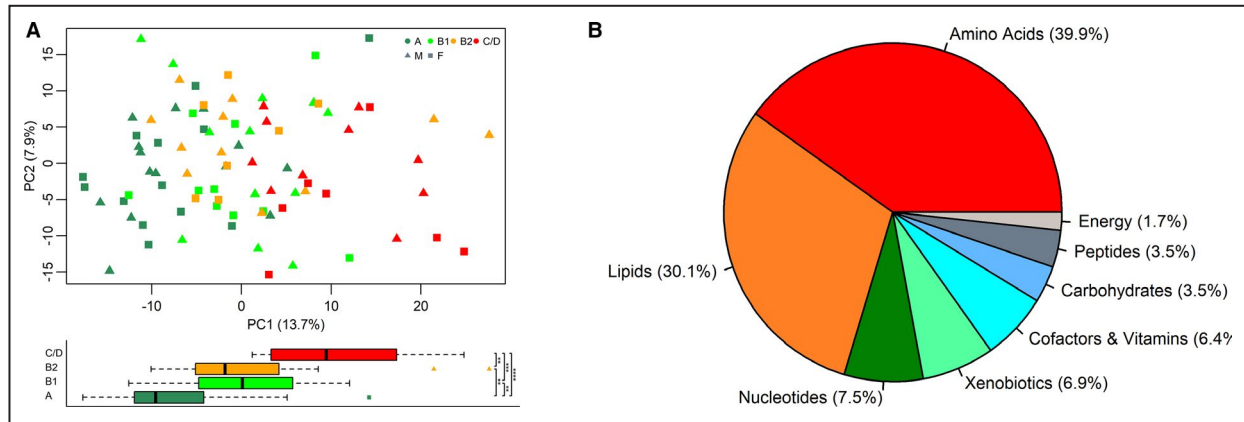 A
A B1 B2 C/D
M F
PC2 (7.9%)
15
10
5
0
-5
-10
-15
-10 0 10 20
PC1 (13.7%)
C/D
B2
B1
A
** *** ****
** **
B
Amino Acids (39.9%)
Energy (1.7%)
Peptides (3.5%)
Carbohydrates (3.5%)
Lipids (30.1%)
Cofactors & Vitamins (6.4%
Xenobiotics (6.9%)
Nucleotides (7.5%)